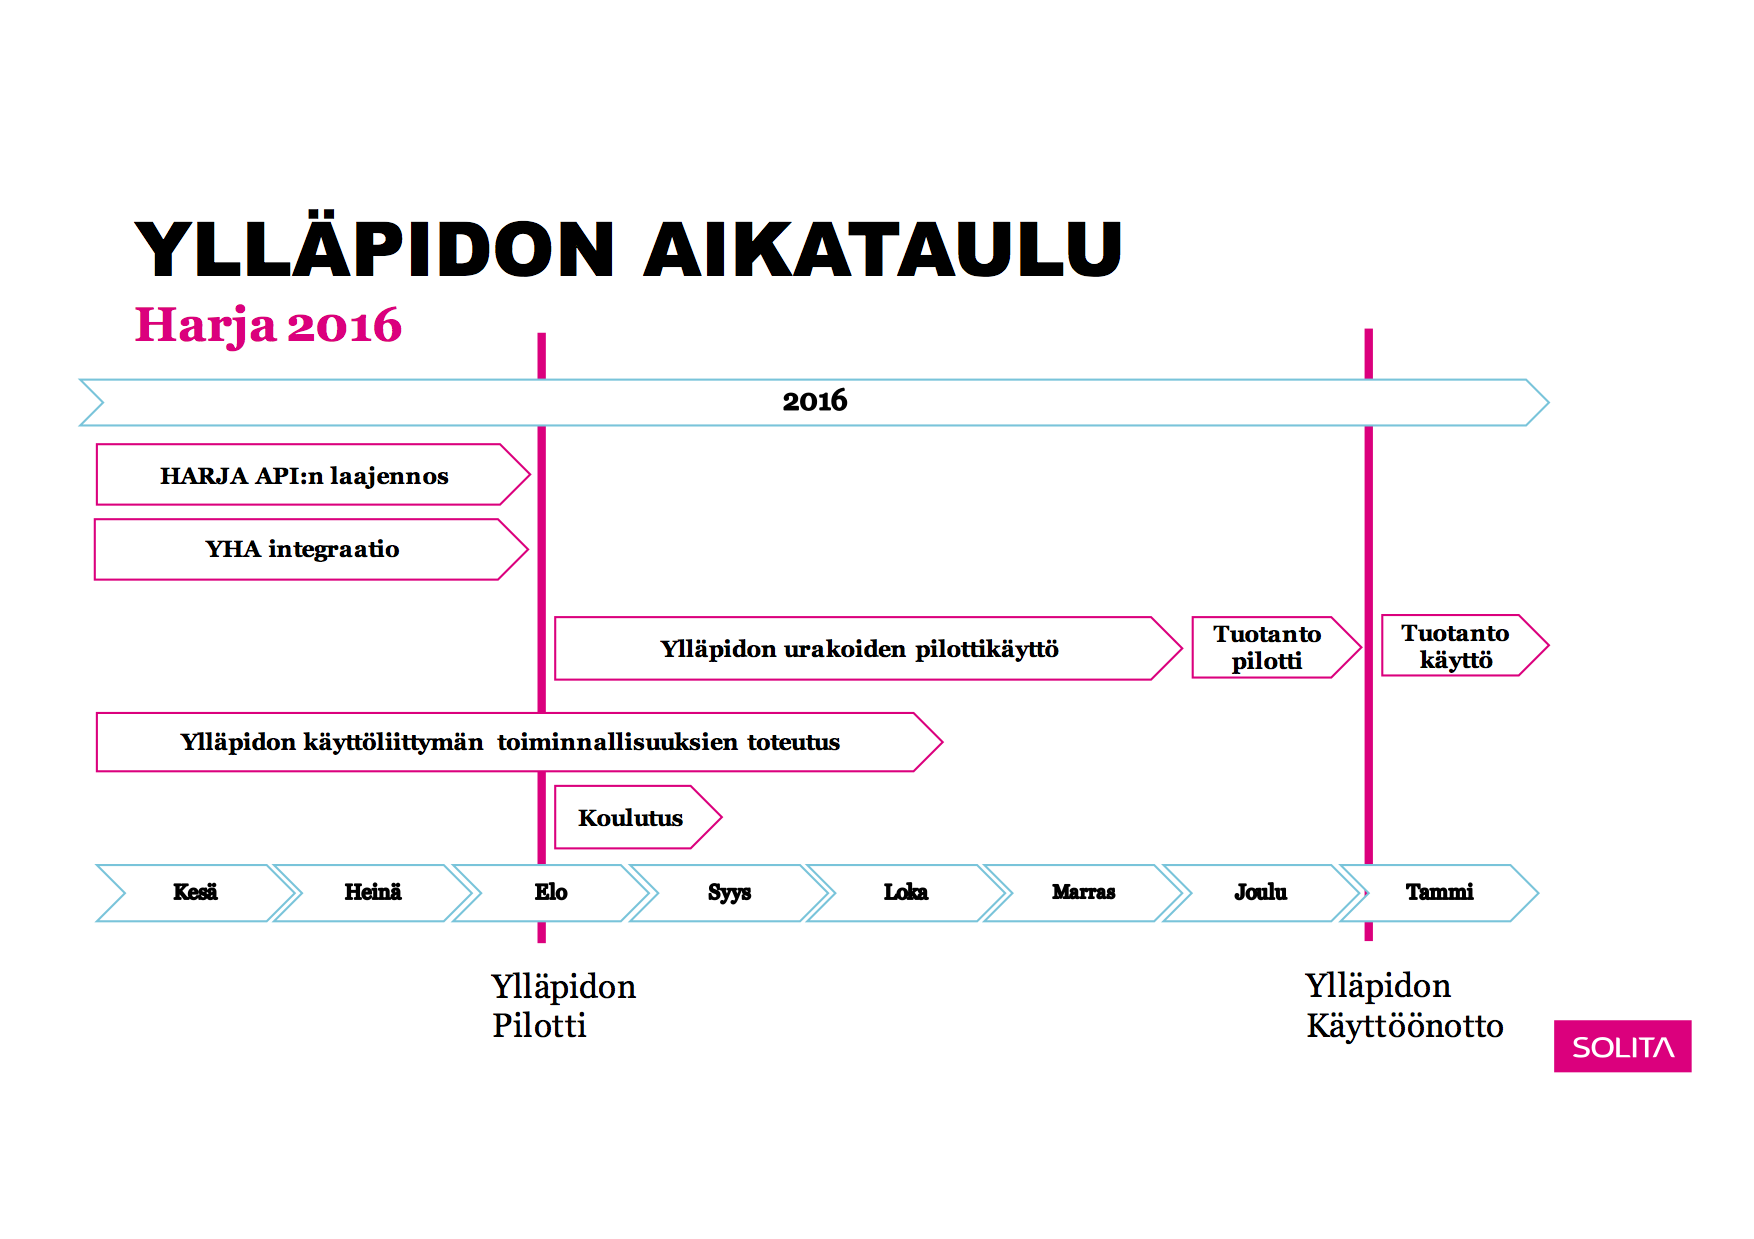 YLLÄPIDON AIKATAULU
Harja 2016
2016
HARJA API:n laajennos
YHA integraatio
Ylläpidon urakoiden pilottikäyttö
Tuotanto
pilotti
Tuotanto
käyttö
Ylläpidon käyttöliittymän toiminnallisuuksien toteutus
Koulutus
Kesä
Heinä
Elo
Syys
Loka
Marras
Joulu
Tammi
Ylläpidon
Pilotti
Ylläpidon
Käyttöönotto
SOLITA